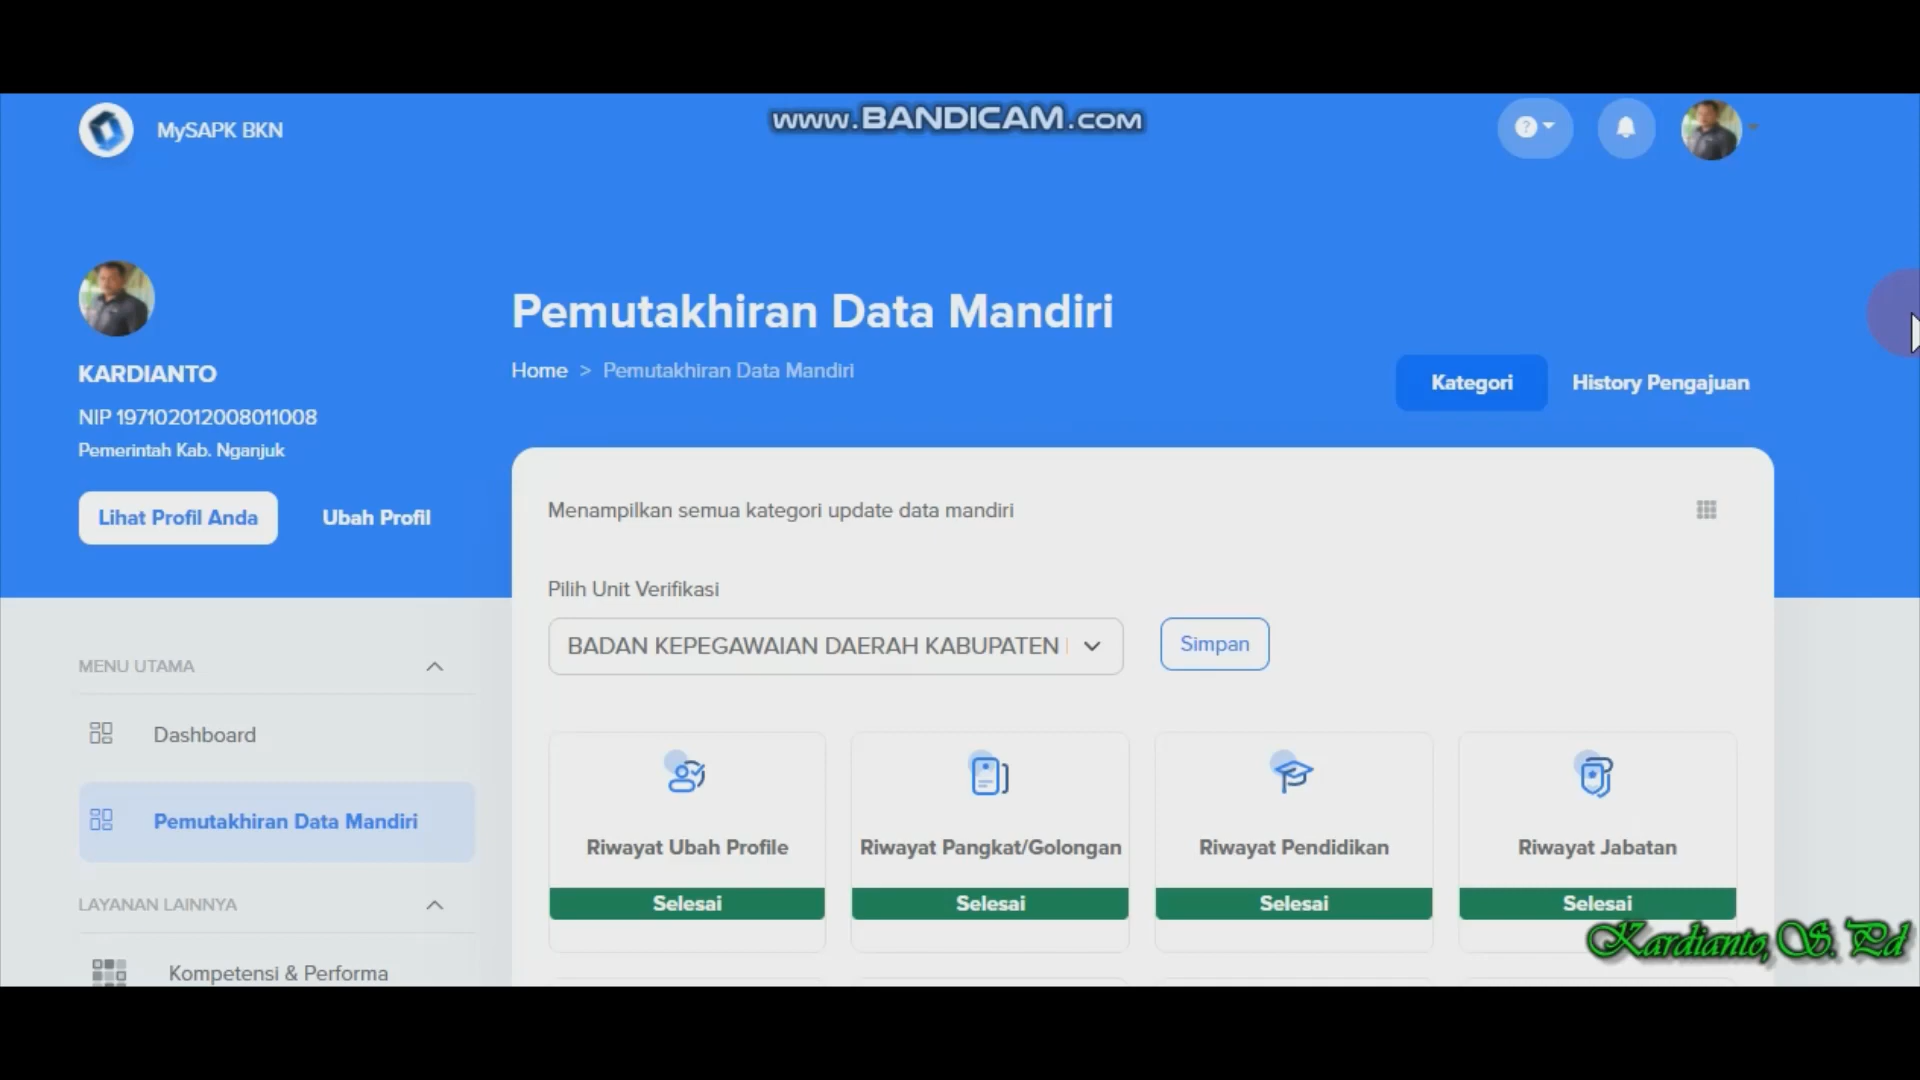 MySAPK BKN
www.BANDICAM.com
KARDIANTO
NIP 197102012008011008
Pemerintah Kab. Nganjuk
Lihat Profil Anda
Ubah Profil
Pemutakhiran Data Mandiri
Home > Pemutakhiran Data Mandiri
Kategori
History Pengajuan
MENU UTAMA
Dashboard
Pemutakhiran Data Mandiri
LAYANAN LAINNYA
Kompetensi & Performa
Menampilkan semua kategori update data mandiri
Pilih Unit Verifikasi
BADAN KEPEGAWAIAN DAERAH KABUPATEN
Simpan
Riwayat Ubah Profile
Selesai
Riwayat Pangkat/Golongan
Selesai
Riwayat Pendidikan
Selesai
Riwayat Jabatan
Selesai
Kardianto, S. Pd